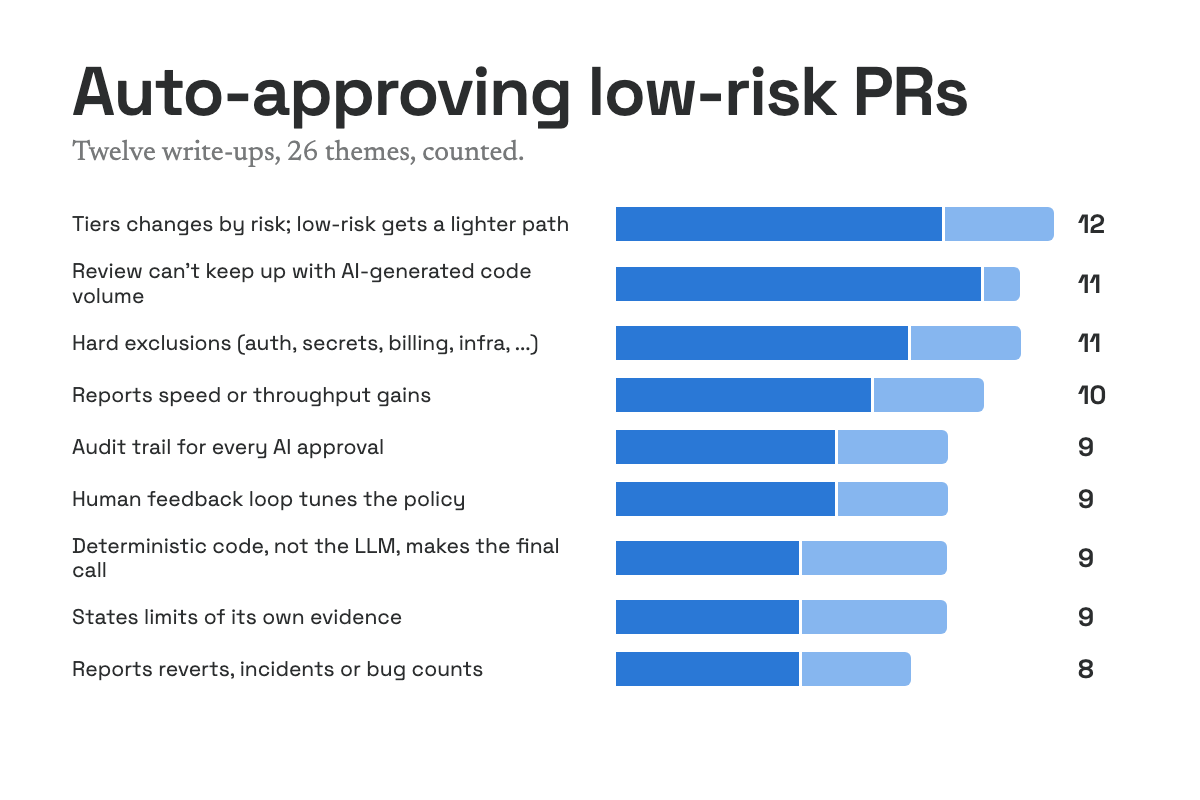 Auto-approving low-risk PRs
Twelve write-ups, 26 themes, counted.
Tiers changes by risk; low-risk gets a lighter path 12
Review can’t keep up with AI-generated code
volume 11
Hard exclusions (auth, secrets, billing, infra, ...) 11
Reports speed or throughput gains 10
Audit trail for every AI approval 9
Human feedback loop tunes the policy 9
Deterministic code, not the LLM, makes the final
call 9
States limits of its own evidence 9
Reports reverts, incidents or bug counts 8